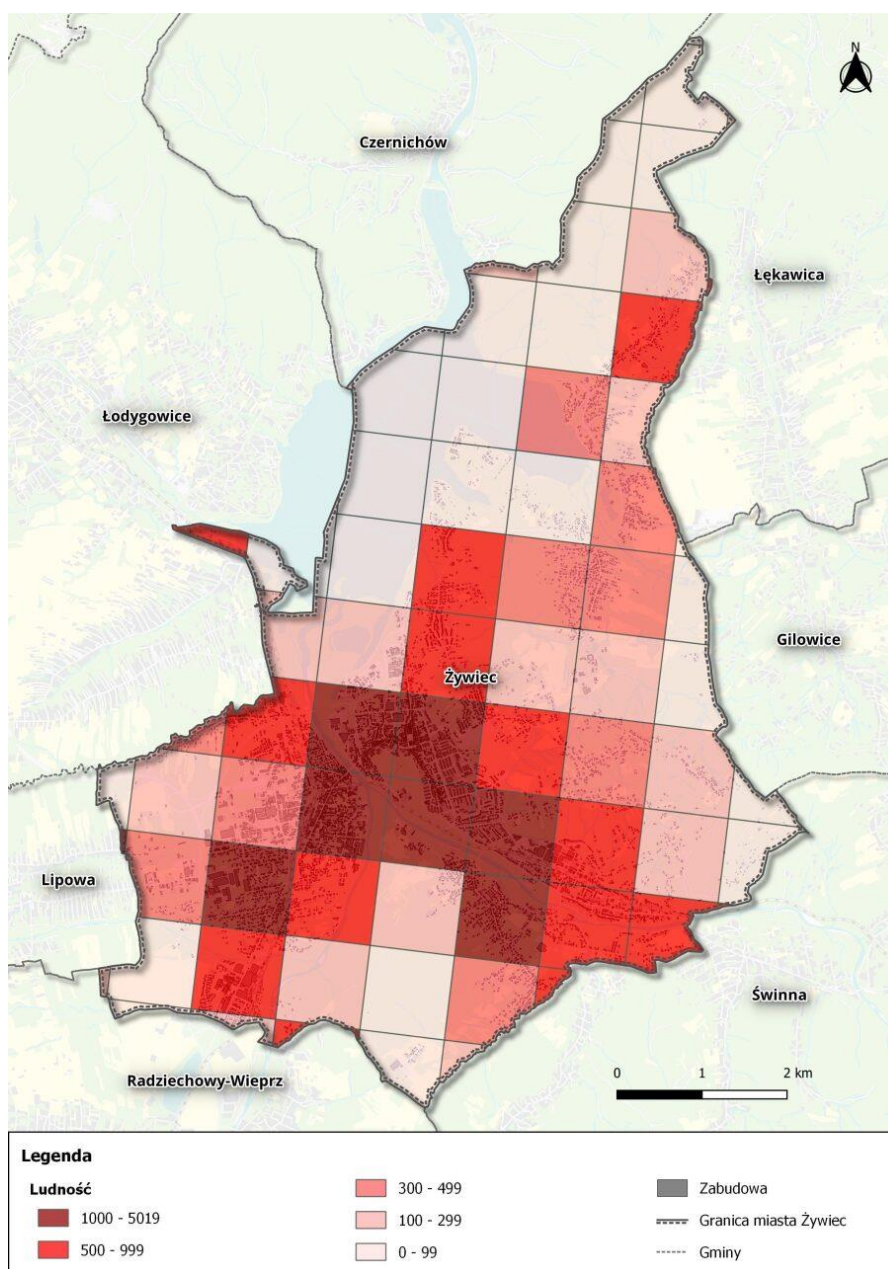 N
Czernichów
Łękawica
Łodygowice
Gilowice
Żywiec
Lipowa
Świnna
Radziechowy-Wieprz
0 1 2 km
Legenda
Ludność
1000 - 5019
500 - 999
300 - 499
100 - 299
0 - 99
Zabudowa
Granica miasta Żywiec
Gminy